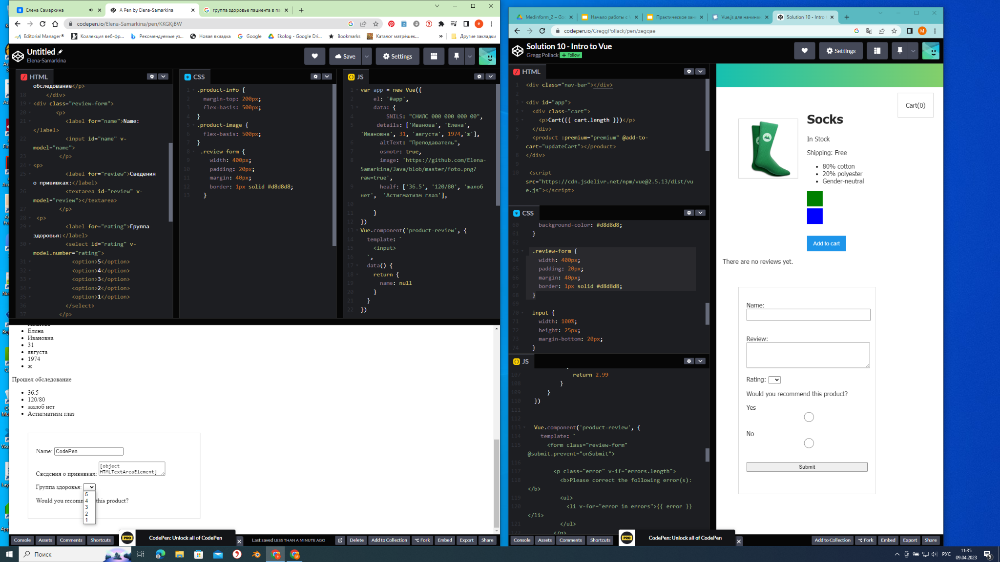 Елена Самаркина
A Pen by Elena-Samarkina
группа здоровье пациента в па
codepen.io/Elena-Samarkina/pen/KKGKjBW
Editorial Manager®
Коллекция веб-фр...
Рекомендуемые уз...
Новая вкладка
Google
Ekolog - Google Dri...
Bookmarks
Каталог матрёшек...
»
Другие закладки
Untitled
Elena-Samarkina
Save
Settings
HTML
обследование</p>
18 </div>
19 <div class="review-form">
20 <p>
21 <label for="name">Name:
</label>
22 <input id="name" v-
model="name">
23 </p>
24 <p>
25 <label for="review">Сведения
о прививках:</label>
26 <textarea id="review" v-
model="review"></textarea>
27 </p>
28 <p>
29 <label for="rating">Группа
здоровья:</label>
30 <select id="rating" v-
model.number="rating">
31 <option>5</option>
32 <option>4</option>
33 <option>3</option>
34 <option>2</option>
35 <option>1</option>
36 </select>
37 </p>
CSS
1 .product-info {
2 margin-top: 200px;
3 flex-basis: 500px;
4 }
5 .product-image {
6 flex-basis: 500px;
7 }
8 .review-form {
9 width: 400px;
10 padding: 20px;
11 margin: 40px;
12 border: 1px solid #d8d8d8;
13 }
JS
1 var app = new Vue({
2 el: '#app',
3 data: {
4 SNILS: "СНИЛС 000 000 000 00",
5 details: ['Иванова', 'Елена',
'Ивановна', 31, 'августа', 1974,'ж'],
6 altText: "Преподаватель",
7 osmotr: true,
8 image: 'https://github.com/Elena-
Samarkina/Java/blob/master/foto.png?
raw=true',
9 healf: ['36.5', '120/80', 'жалоб
нет', 'Астигматизм глаз'],
10
11 }
12 })
13 Vue.component('product-review', {
14 template: `
15 <input>
16 `,
17 data() {
18 return {
19 name: null
20 }
21 }
22 })
Елена
Ивановна
31
августа
1974
ж
Прошел обследование
36.5
120/80
жалоб нет
Астигматизм глаз
Name: CodePen
[object
Сведения о прививках: HTMLTextAreaElement]
Группа здоровья:
5
Would you recomm 4 this product?
3
2
1
Console
Assets
Comments
Shortcuts
PRO
CodePen: Unlock all of CodePen
Last saved LESS THAN A MINUTE AGO
Delete
Add to Collection
Fork
Embed
Export
Share
Medinform_2 – Goo
Начало работы с
Практическое зан
Vue.js для начинан
Solution 10 - Intro t
codepen.io/GreggPollack/pen/zegqae
Solution 10 - Intro to Vue
Gregg Pollack + Follow
Settings
HTML
1 <div class="nav-bar"></div>
2
3 <div id="app">
4 <div class="cart">
5 <p>Cart({{ cart.length }})</p>
6 </div>
7 <product :premium="premium" @add-to-
cart="updateCart"></product>
8 </div>
9
10 <script
src="https://cdn.jsdelivr.net/npm/vue@2.5.13/dist/vu
e.js"></script>
CSS
60 background-color: #d8d8d8;
61 }
62
63 .review-form {
64 width: 400px;
65 padding: 20px;
66 margin: 40px;
67 border: 1px solid #d8d8d8;
68 }
69
70 input {
71 width: 100%;
72 height: 25px;
73 margin-bottom: 20px;
74 }
JS
107 return 2.99
108 }
109 }
110 })
111
112
113 Vue.component('product-review', {
114 template: `
115 <form class="review-form"
@submit.prevent="onSubmit">
116
117 <p class="error" v-if="errors.length">
118 <b>Please correct the following error(s):
</b>
119 <ul>
120 <li v-for="error in errors">{{ error }}
</li>
121 </ul>
122 </p>
Cart(0)
Socks
In Stock
Shipping: Free
80% cotton
20% polyester
Gender-neutral
Add to cart
There are no reviews yet.
Name:
Review:
Rating:
Would you recommend this product?
Yes
No
Submit
Console
Assets
Comments
Shortcuts
PRO
CodePen: Unlock all of CodePen
Add to Collection
Fork
Embed
Export
Share
Поиск
РУС
11:35
09.04.2023
5